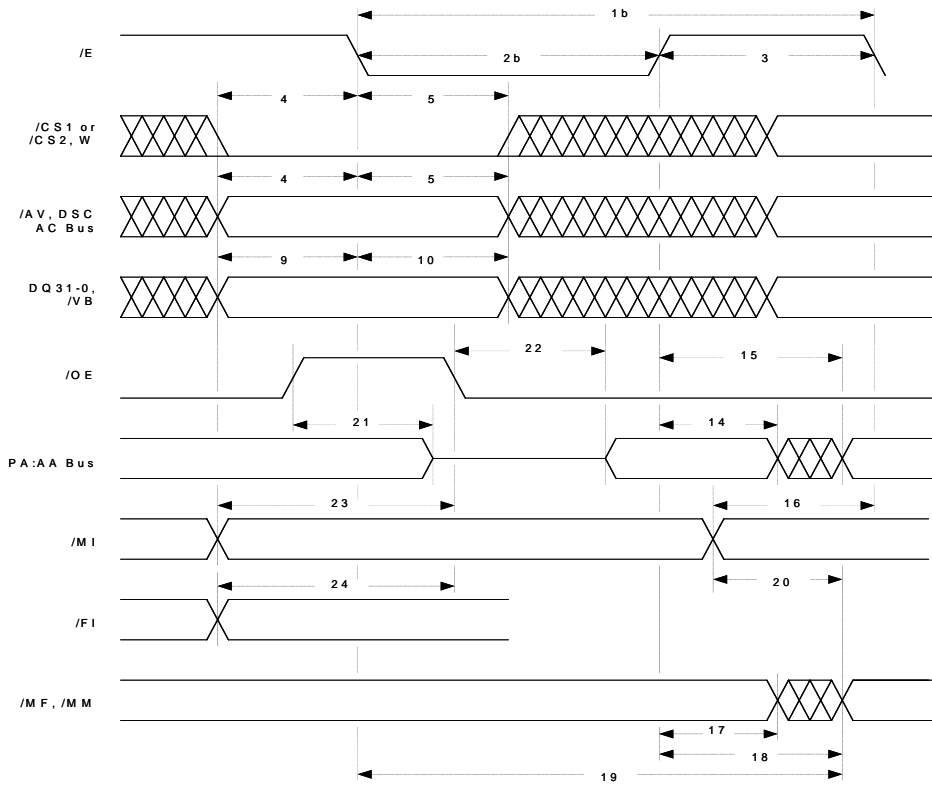 1b
/E
2b
3
4
5
/CS1 or
/CS2, W
4
5
/AV, DSC
AC Bus
9
10
DQ31-0,
/VB
22
15
/OE
21
14
PA:AA Bus
23
16
/MI
24
20
/FI
/MF, /MM
17
18
19